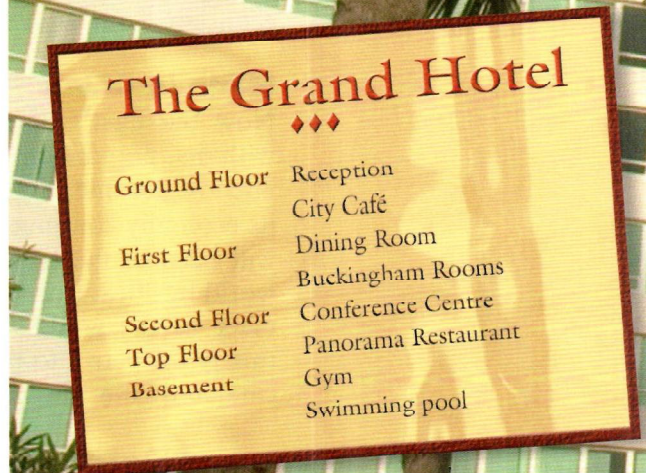 The Grand Hotel
Ground Floor Reception
City Café
First Floor Dining Room
Buckingham Rooms
Second Floor Conference Centre
Top Floor Panorama Restaurant
Basement Gym
Swimming pool